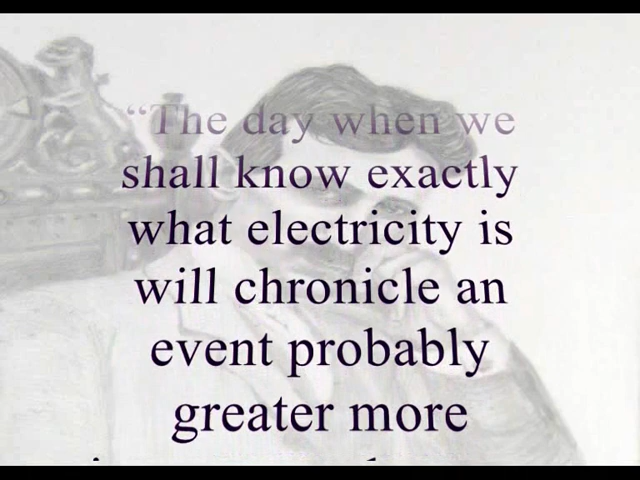 “The day when we
shall know exactly
what electricity is
will chronicle an
event probably
greater more